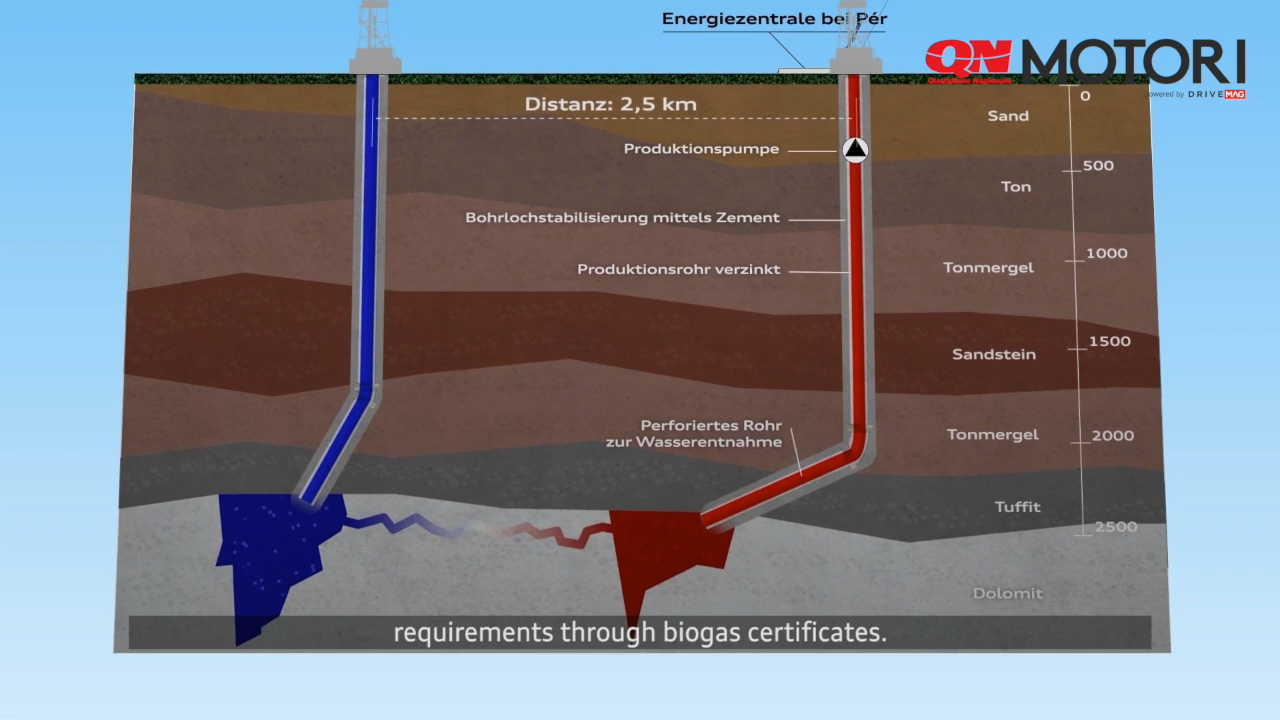 Energiezentrale bei Pér
QN MOTORI
powered by DRIVEMAG
Distanz: 2,5 km
0
Sand
Produktionspumpe
500
Ton
Bohrlochstabilisierung mittels Zement
1000
Tonmergel
Produktionsrohr verzinkt
1500
Sandstein
Perforiertes Rohr
zur Wasserentnahme
Tonmergel
2000
Tuffit
2500
Dolomit
requirements through biogas certificates.